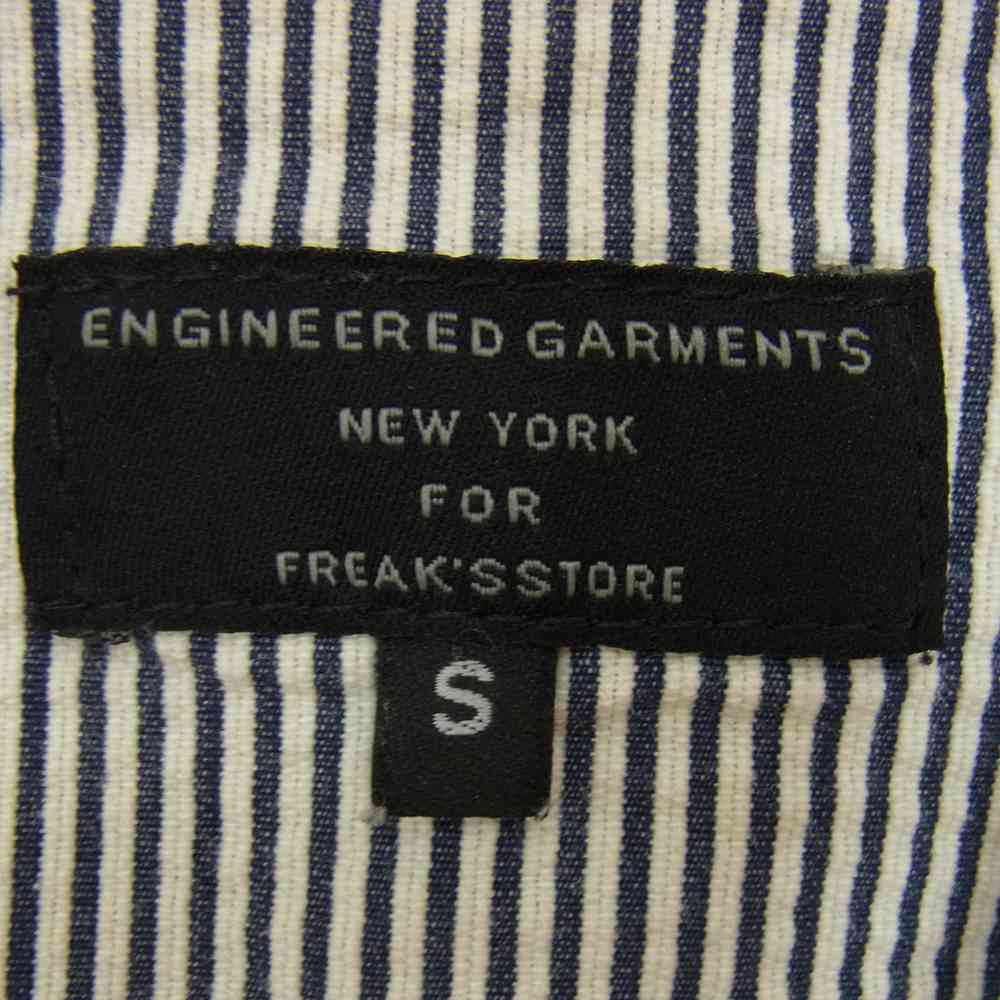 ENGINEERED GARMENTS
NEW YORK
FOR
FREAK'S STORE
S